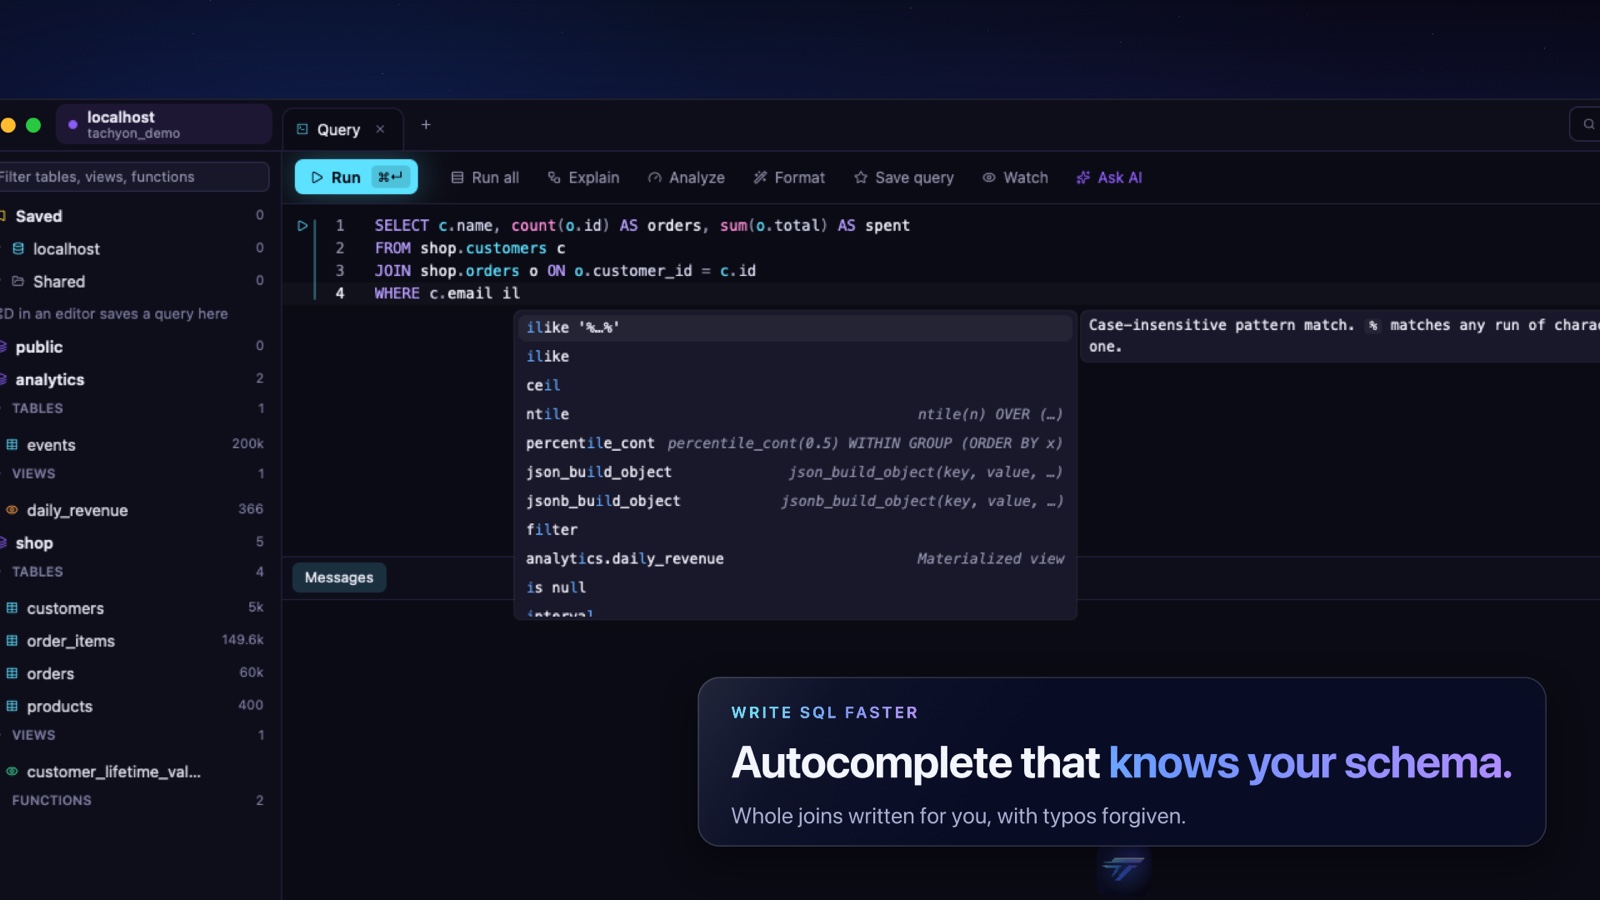 localhost
tachyon_demo
Query
Filter tables, views, functions
Run ⌘↵
Run all
Explain
Analyze
Format
Save query
Watch
Ask AI
Saved 0
localhost 0
Shared 0
⌘D in an editor saves a query here
public 0
analytics 2
TABLES 1
events 200k
VIEWS 1
daily_revenue 366
shop 5
TABLES 4
customers 5k
order_items 149.6k
orders 60k
products 400
VIEWS 1
customer_lifetime_val...
FUNCTIONS 2
1 SELECT c.name, count(o.id) AS orders, sum(o.total) AS spent
2 FROM shop.customers c
3 JOIN shop.orders o ON o.customer_id = c.id
4 WHERE c.email il
ilike '%…%'
ilike
ceil
ntile ntile(n) OVER (…)
percentile_cont percentile_cont(0.5) WITHIN GROUP (ORDER BY x)
json_build_object json_build_object(key, value, …)
jsonb_build_object jsonb_build_object(key, value, …)
filter
analytics.daily_revenue Materialized view
is null
interval
Case-insensitive pattern match. % matches any run of chara
one.
Messages
WRITE SQL FASTER
Autocomplete that knows your schema.
Whole joins written for you, with typos forgiven.